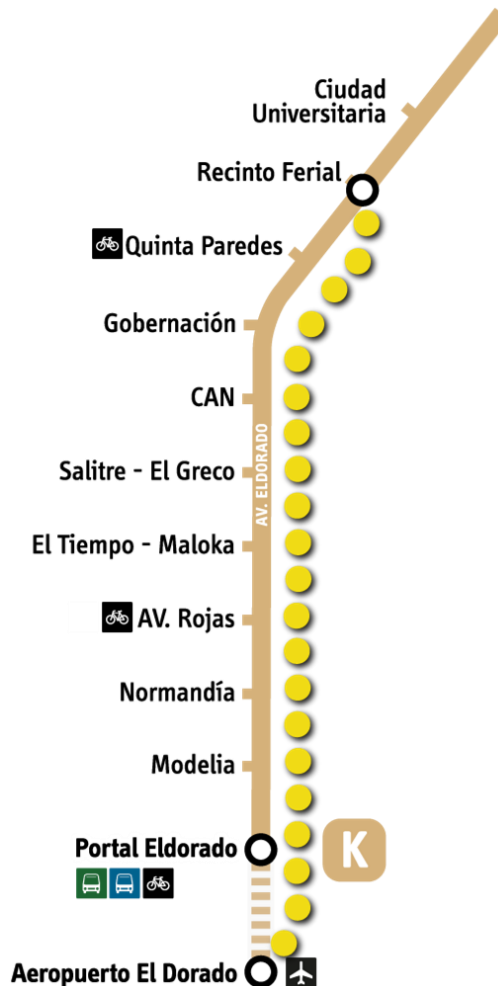 Ciudad
Universitaria
Recinto Ferial
Quinta Paredes
Gobernación
CAN
AV. ELDORADO
Salitre - El Greco
El Tiempo - Maloka
AV. Rojas
Normandía
Modelia
Portal Eldorado
K
Aeropuerto El Dorado